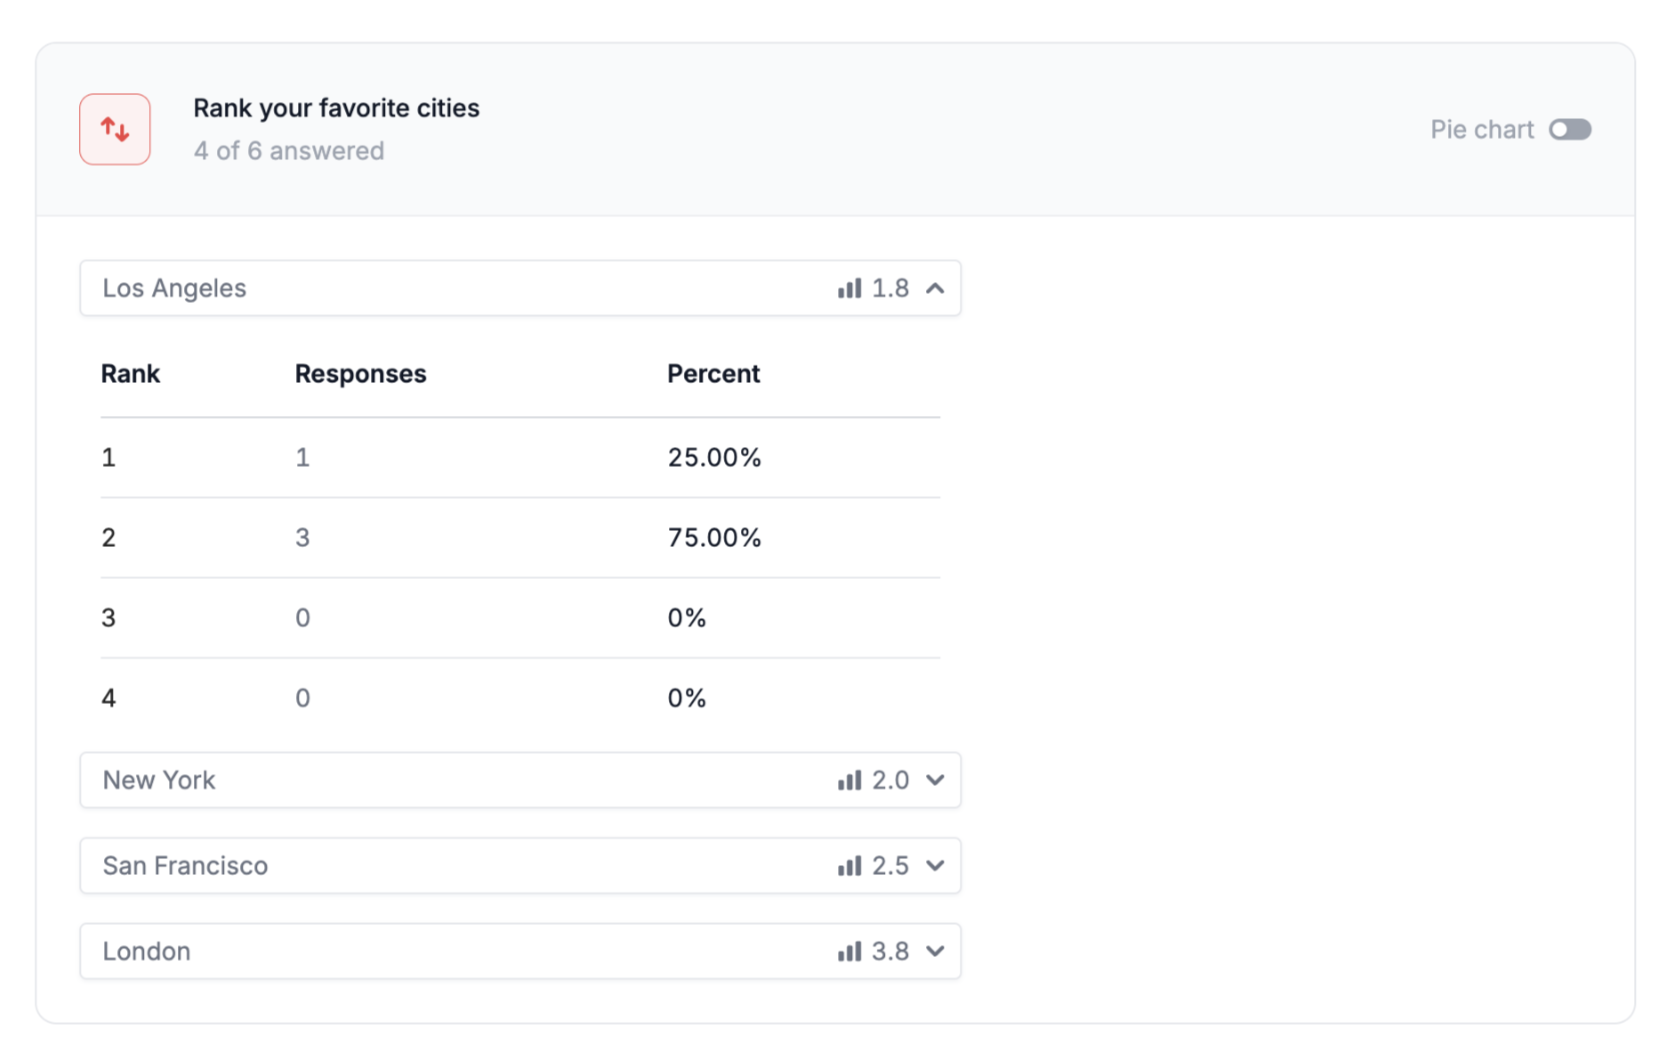 Rank your favorite cities
4 of 6 answered
Pie chart
Los Angeles 1.8
Rank Responses Percent
1 1 25.00%
2 3 75.00%
3 0 0%
4 0 0%
New York 2.0
San Francisco 2.5
London 3.8